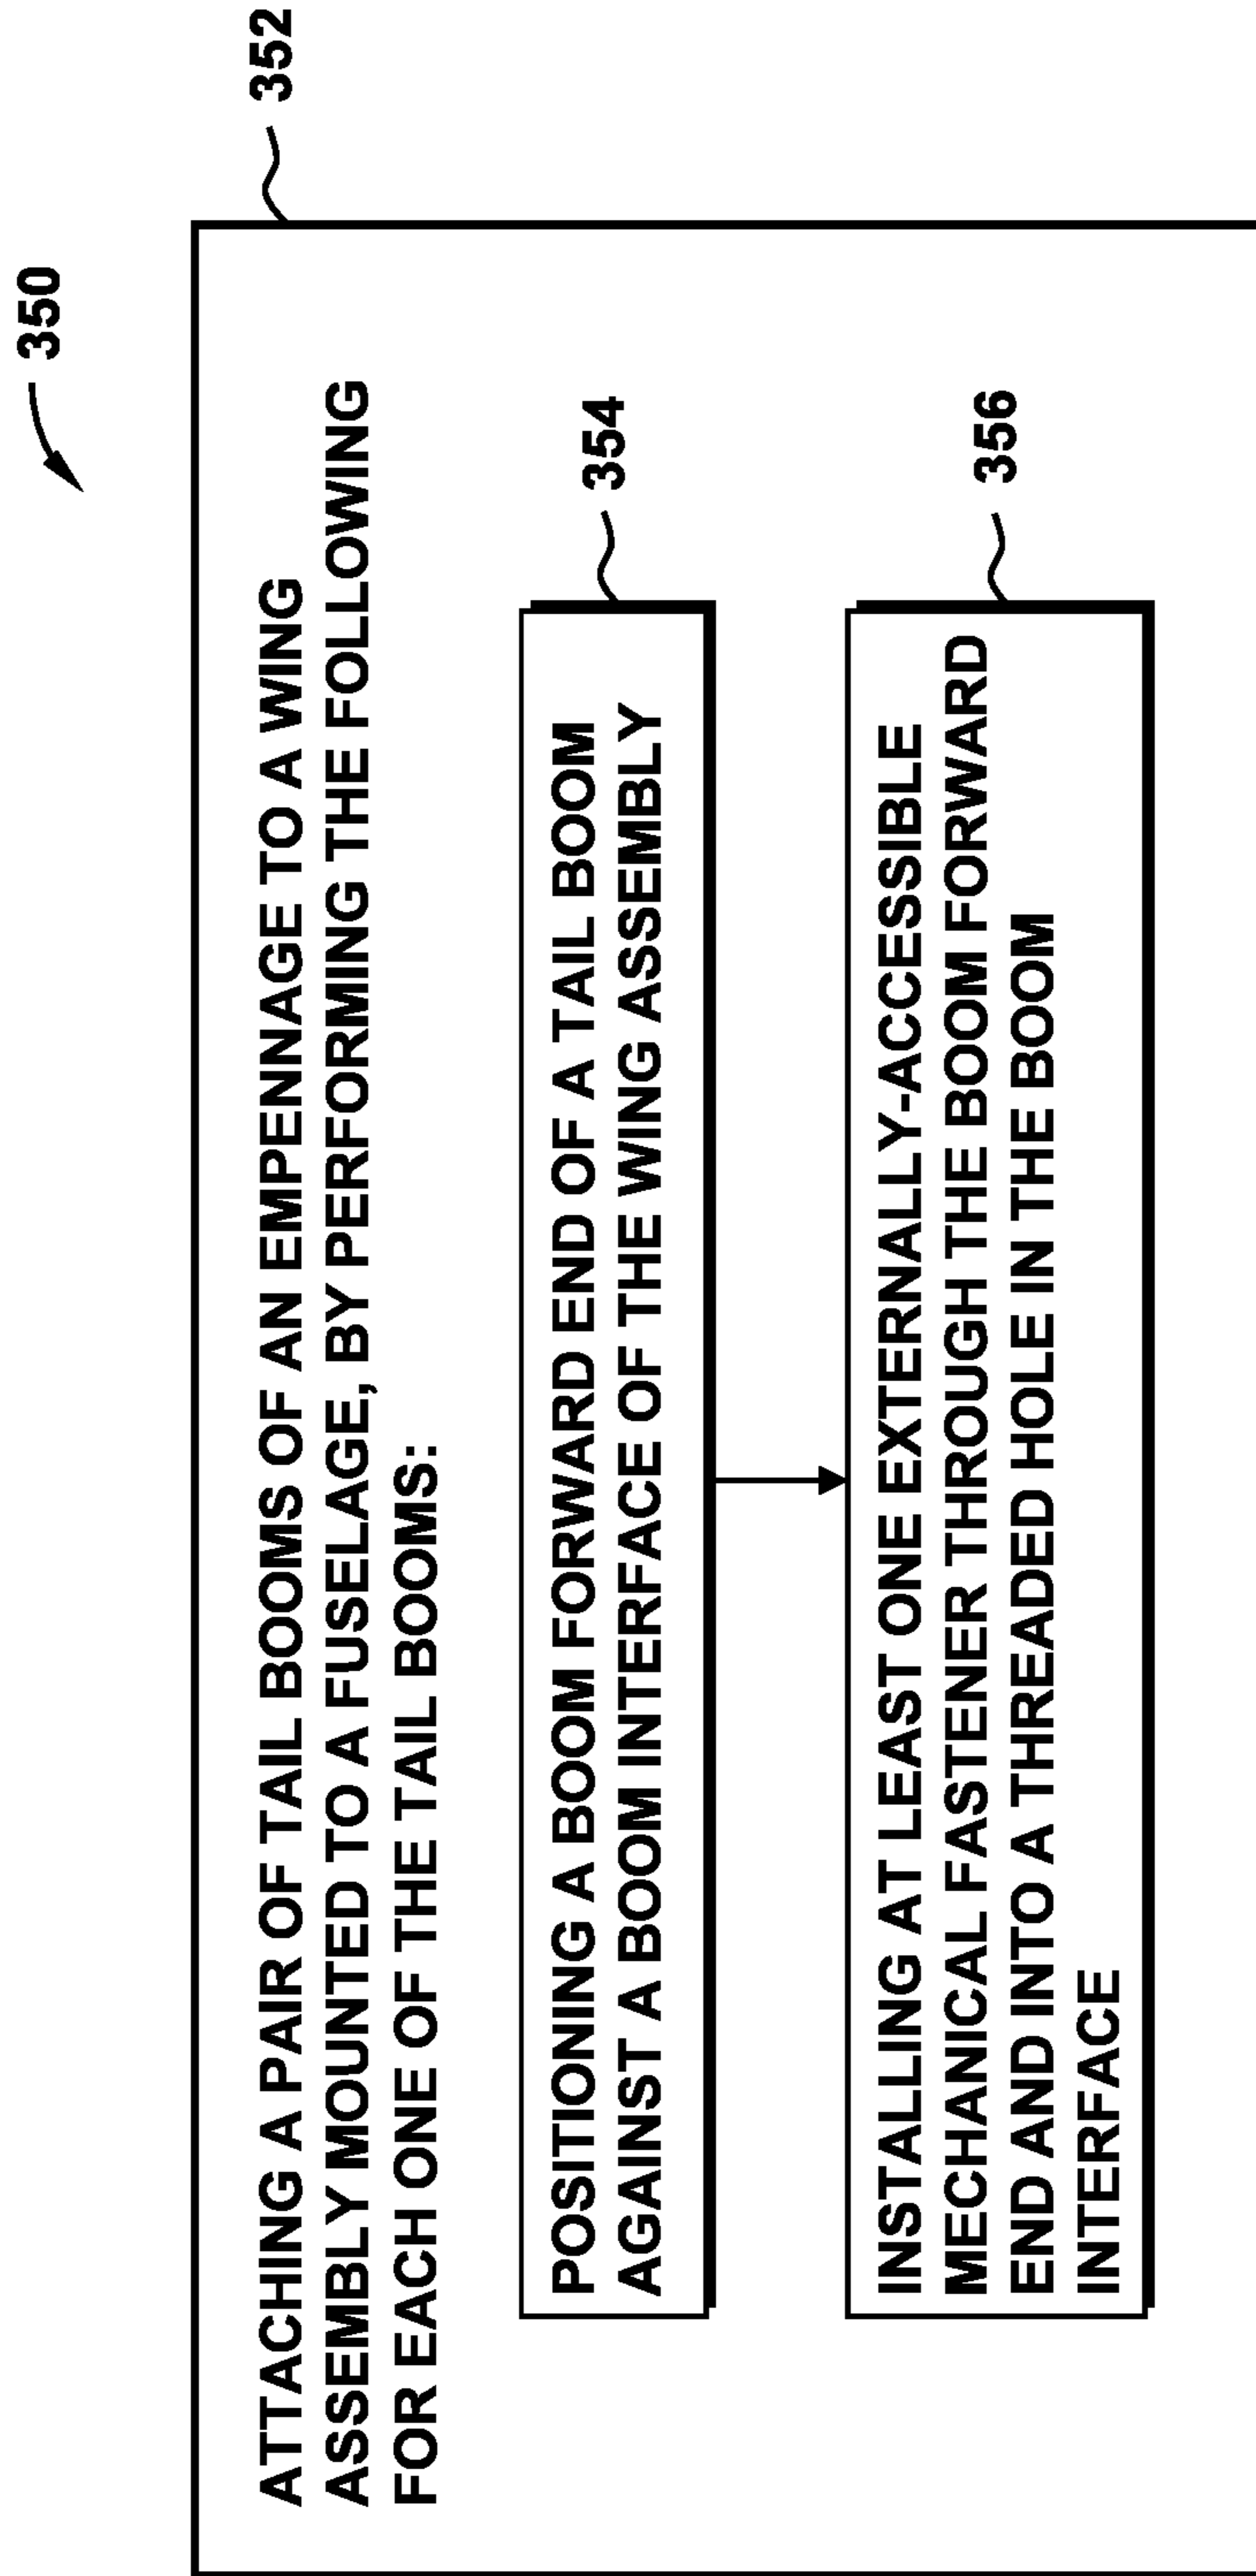 350
352
ATTACHING A PAIR OF TAIL BOOMS OF AN EMPENNAGE TO A WING
ASSEMBLY MOUNTED TO A FUSELAGE, BY PERFORMING THE FOLLOWING
FOR EACH ONE OF THE TAIL BOOMS:
354
POSITIONING A BOOM FORWARD END OF A TAIL BOOM
AGAINST A BOOM INTERFACE OF THE WING ASSEMBLY
356
INSTALLING AT LEAST ONE EXTERNALLY-ACCESSIBLE
MECHANICAL FASTENER THROUGH THE BOOM FORWARD
END AND INTO A THREADED HOLE IN THE BOOM
INTERFACE